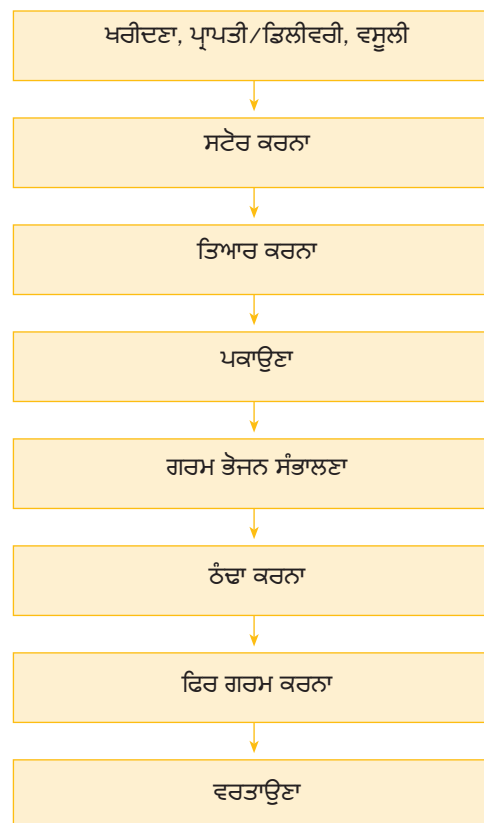 ਖਰੀਦਣਾ, ਪ੍ਰਾਪਤੀ/ਡਿਲੀਵਰੀ, ਵਸੂਲੀ
ਸਟੋਰ ਕਰਨਾ
ਤਿਆਰ ਕਰਨਾ
ਪਕਾਉਣਾ
ਗਰਮ ਭੋਜਨ ਸੰਭਾਲਣਾ
ਠੰਢਾ ਕਰਨਾ
ਫਿਰ ਗਰਮ ਕਰਨਾ
ਵਰਤਾਉਣਾ